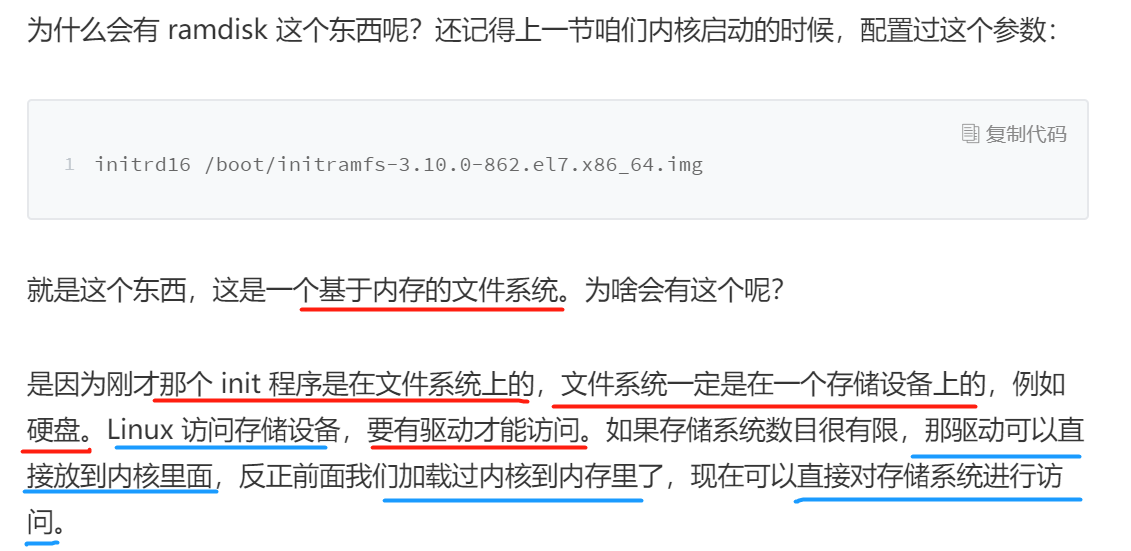 为什么会有 ramdisk 这个东西呢？还记得上一节咱们内核启动的时候，配置过这个参数：
复制代码
1 initrd16 /boot/initramfs-3.10.0-862.el7.x86_64.img
就是这个东西，这是一个基于内存的文件系统。为啥会有这个呢？
是因为刚才那个 init 程序是在文件系统上的，文件系统一定是在一个存储设备上的，例如
硬盘。Linux 访问存储设备，要有驱动才能访问。如果存储系统数目很有限，那驱动可以直
接放到内核里面，反正前面我们加载过内核到内存里了，现在可以直接对存储系统进行访
问。